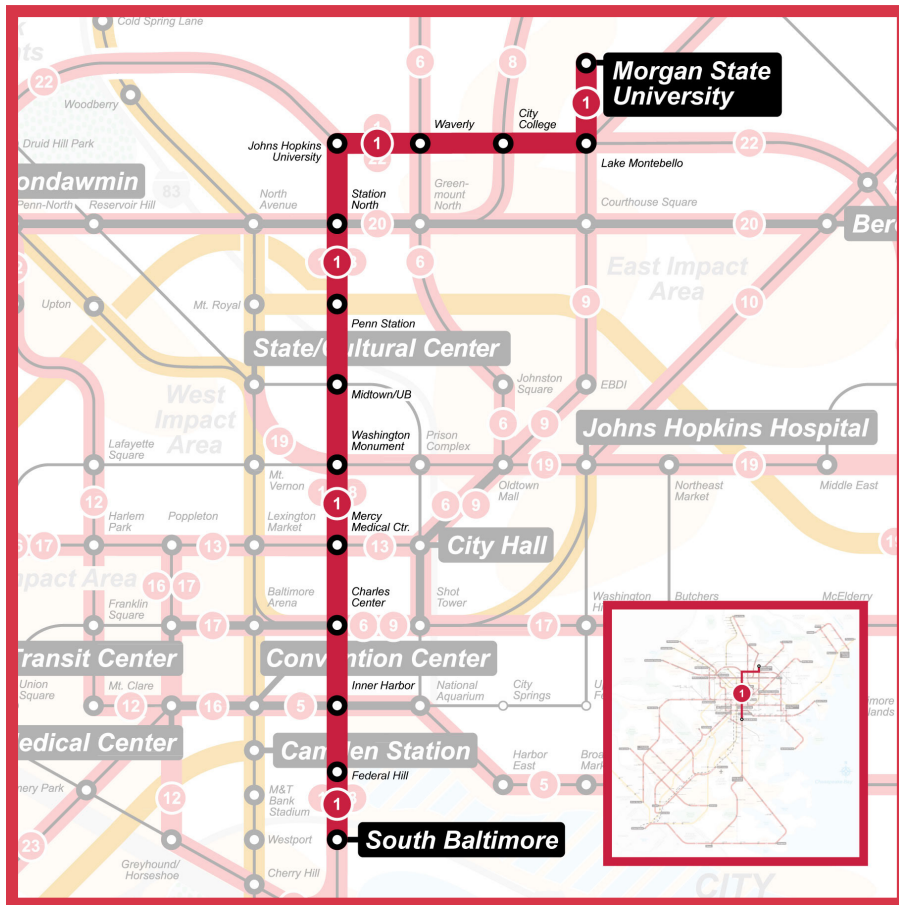 Cold Spring Lane
22
6
8
Morgan State
University
1
Woodberry
City
College
Waverly
1
Druid Hill Park
Johns Hopkins
University
Lake Montebello
22
ondawmin
83
Station
North
Green-
mount
North
North
Avenue
Penn-North
Reservoir Hill
Courthouse Square
20
20
Bere
1
6
East Impact
Area
9
10
Upton
Mt. Royal
Penn Station
State/Cultural Center
Johnston
Square
EBDI
Midtown/UB
West
Impact
Area
6
9
Johns Hopkins Hospital
19
Washington
Monument
Prison
Complex
Lafayette
Square
19
19
Mt.
Vernon
Oldtown
Mall
Northeast
Market
Middle East
12
1
6
9
Harlem
Park
Poppleton
Lexington
Market
Mercy
Medical Ctr.
17
13
13
City Hall
19
mpact Area
16
17
Baltimore
Arena
Charles
Center
Shot
Tower
Washington
Butchers
McElderry
Franklin
Square
17
6
9
17
Transit Center
Convention Center
Union
Square
Mt. Clare
Inner Harbor
National
Aquarium
City
Springs
12
16
5
Medical Center
Camden Station
Federal Hill
Harbor
East
nery Park
M&T
Bank
Stadium
12
1
5
23
Westport
South Baltimore
Greyhound/
Horseshoe
Cherry Hill
CITY
1